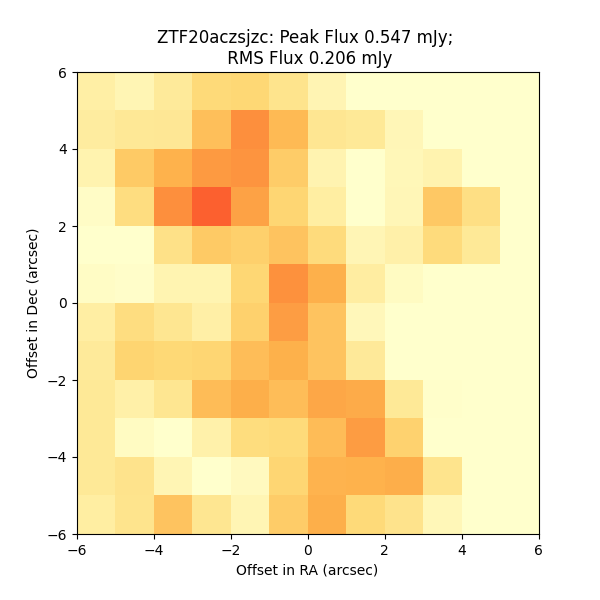 ZTF20aczsjzc: Peak Flux 0.547 mJy;
RMS Flux 0.206 mJy
6
4
2
0
−2
−4
−6
Offset in Dec (arcsec)
−6 −4 −2 0 2 4 6
Offset in RA (arcsec)